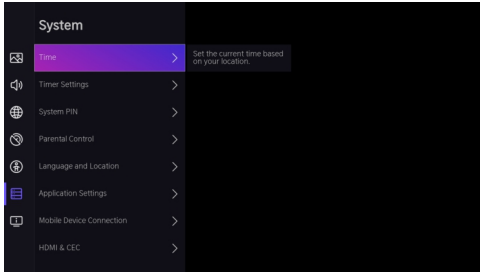 System
Time
Set the current time based
on your location.
Timer Settings
System PIN
Parental Control
Language and Location
Application Settings
Mobile Device Connection
HDMI & CEC